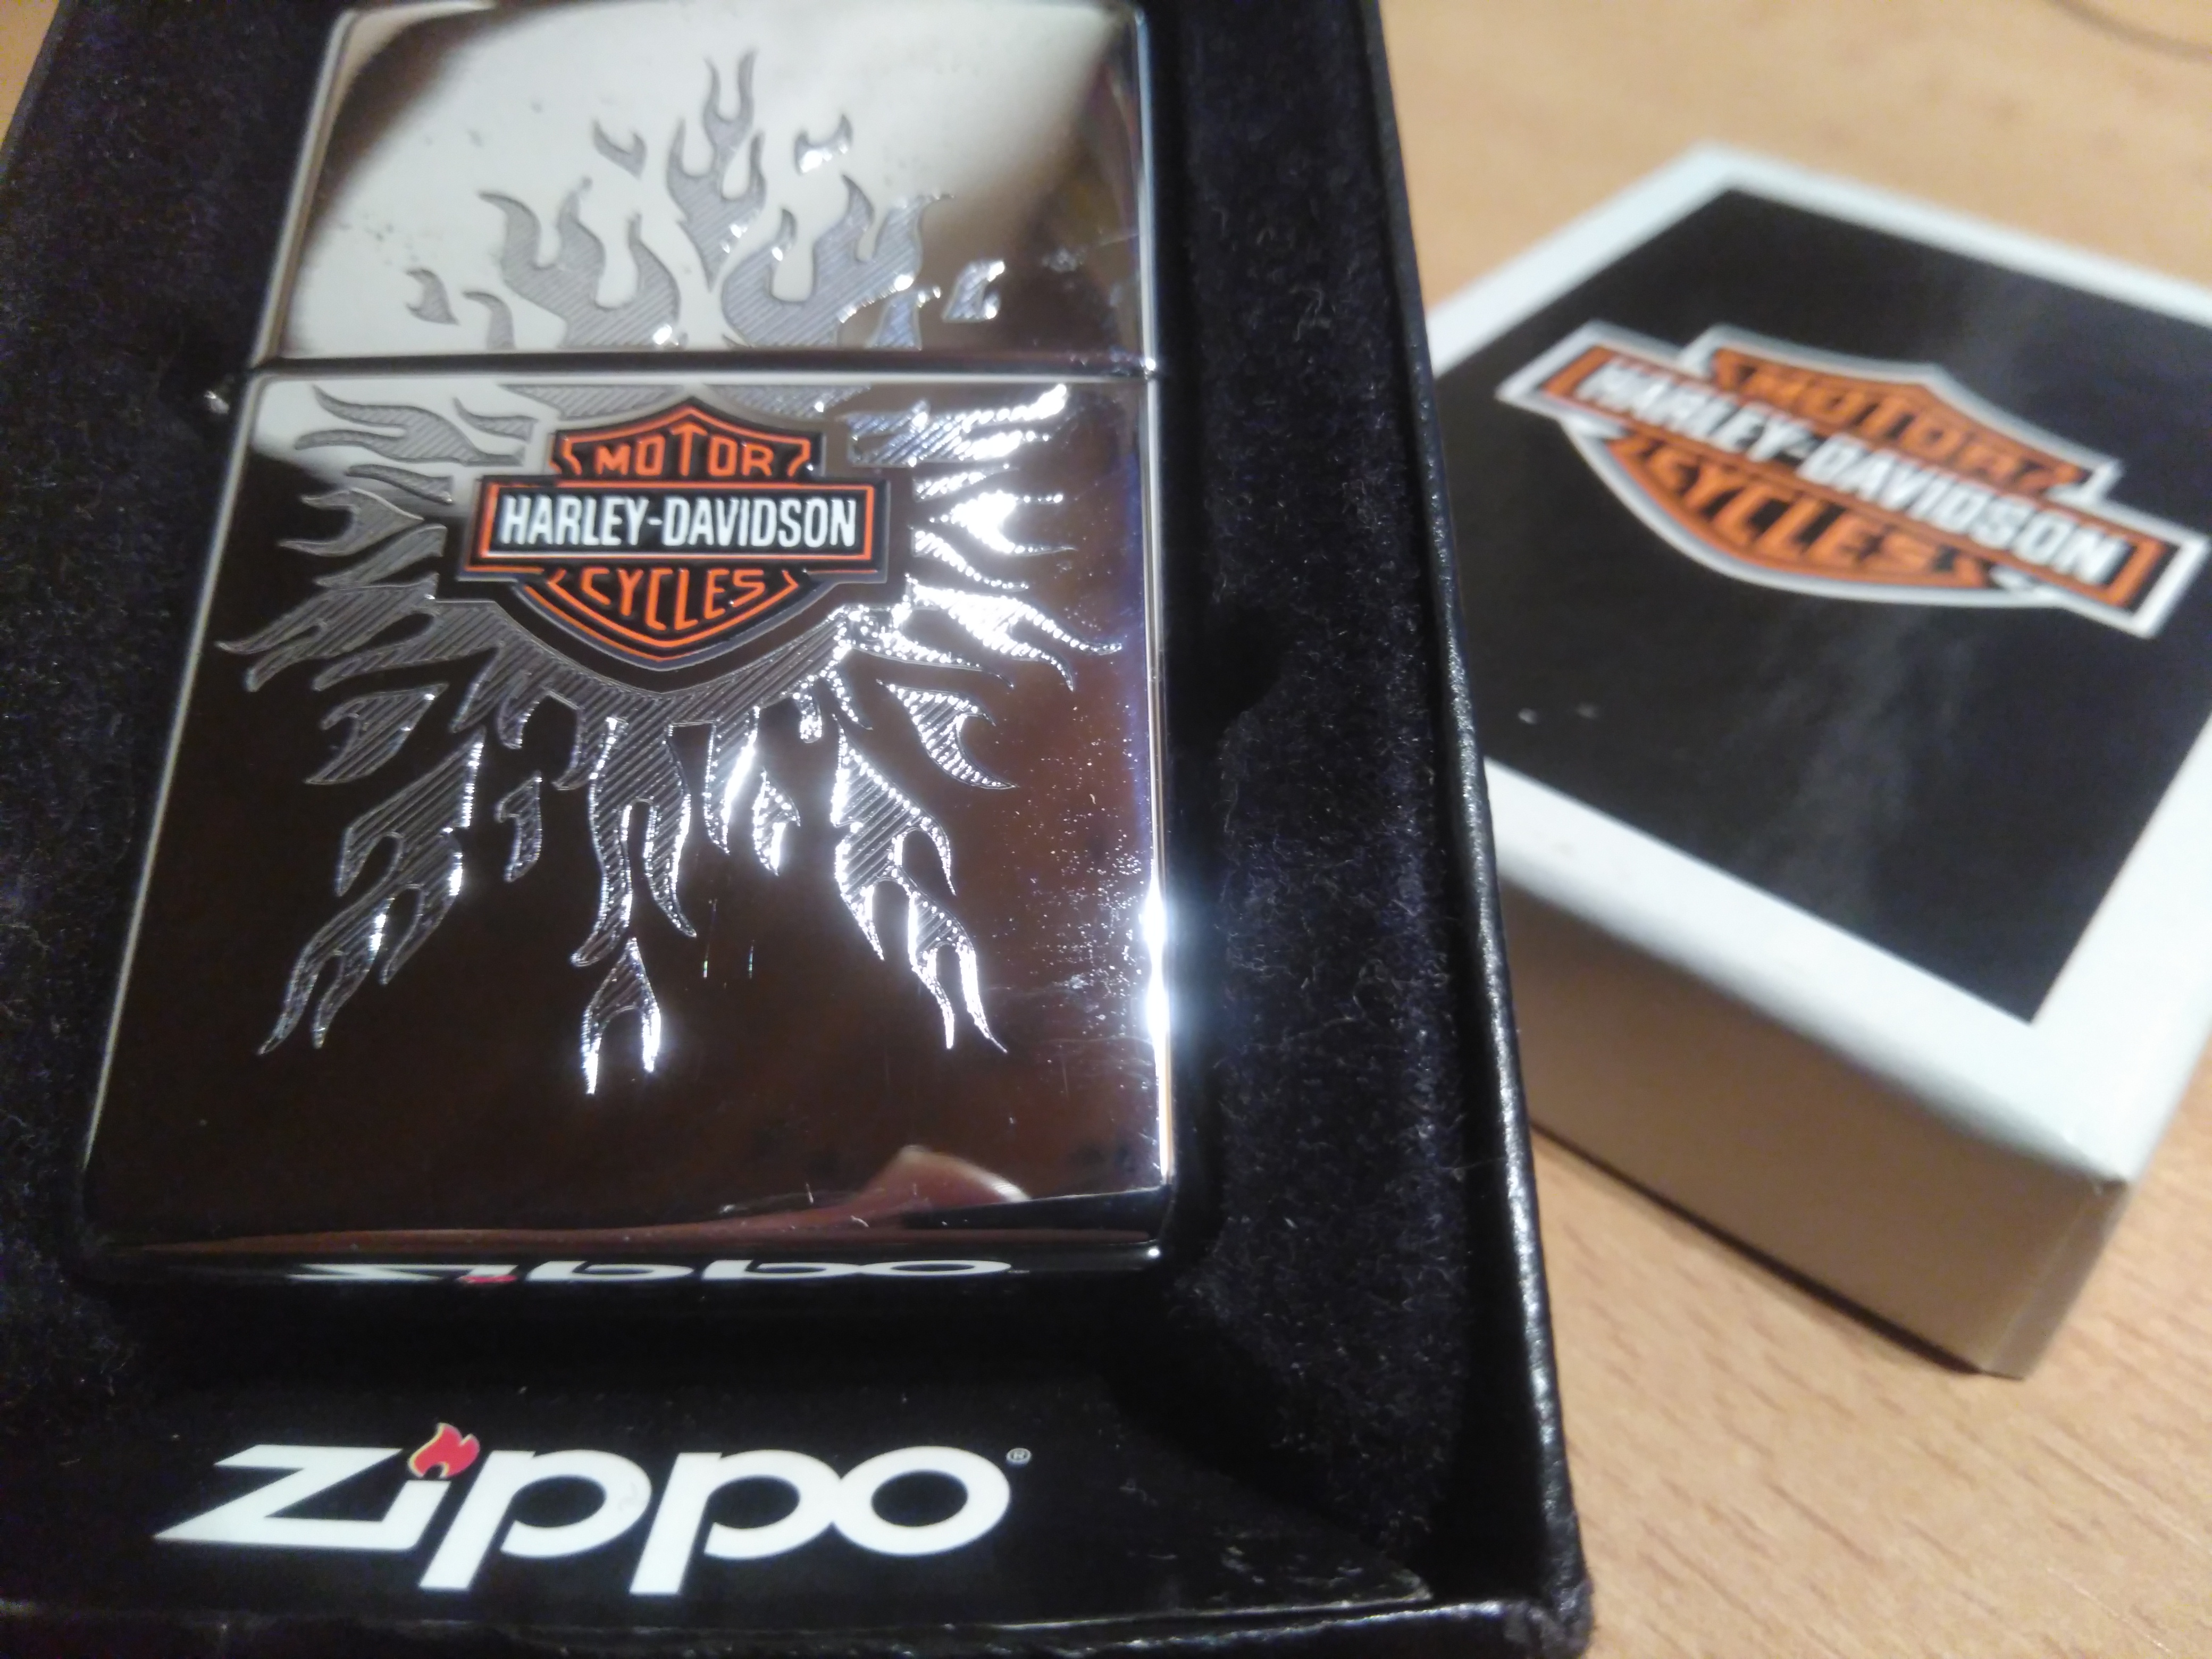 MOTOR
HARLEY-DAVIDSON
CYCLES
MOTOR
HARLEY-DAVIDSON
CYCLES
Zippo
Zippo®